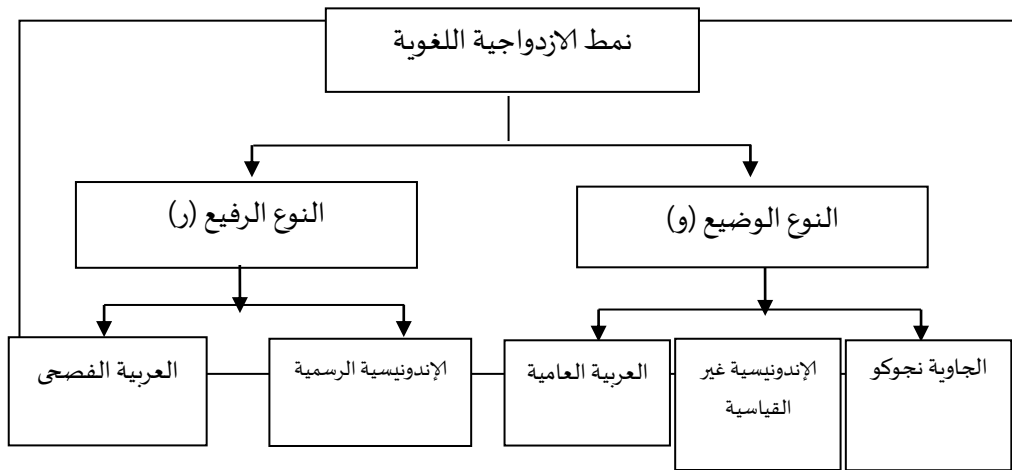 نمط الازدواجية اللغوية
النوع الوضيع (و)
النوع الرفيع (ر)
الجاوية نجوكو
الإندونيسية غير
القياسية
العربية العامية
الإندونيسية الرسمية
العربية الفصحى